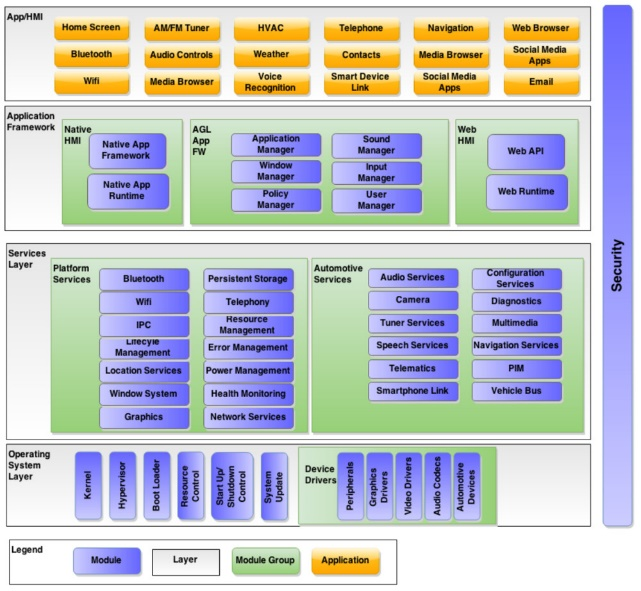 App/HMI
Home Screen
AM/FM Tuner
HVAC
Telephone
Navigation
Web Browser
Bluetooth
Audio Controls
Weather
Contacts
Media Browser
Social Media
Apps
Wifi
Media Browser
Voice
Recognition
Smart Device
Link
Social Media
Apps
Email
Application
Framework
Native
HMI
Native App
Framework
Native App
Runtime
AGL
App
FW
Application
Manager
Sound
Manager
Window
Manager
Input
Manager
Policy
Manager
User
Manager
Web
HMI
Web API
Web Runtime
Services
Layer
Platform
Services
Bluetooth
Persistent Storage
Wifi
Telephony
IPC
Resource
Management
Lifecyle
Management
Error Management
Location Services
Power Management
Window System
Health Monitoring
Graphics
Network Services
Automotive
Services
Audio Services
Configuration
Services
Camera
Diagnostics
Tuner Services
Multimedia
Speech Services
Navigation Services
Telematics
PIM
Smartphone Link
Vehicle Bus
Operating
System
Layer
Kernel
Hypervisor
Boot Loader
Resource
Control
Start Up/
Shutdown
Control
System
Update
Device
Drivers
Peripherals
Graphics
Drivers
Video Drivers
Audio Codecs
Automotive
Devices
Security
Legend
Module
Layer
Module Group
Application